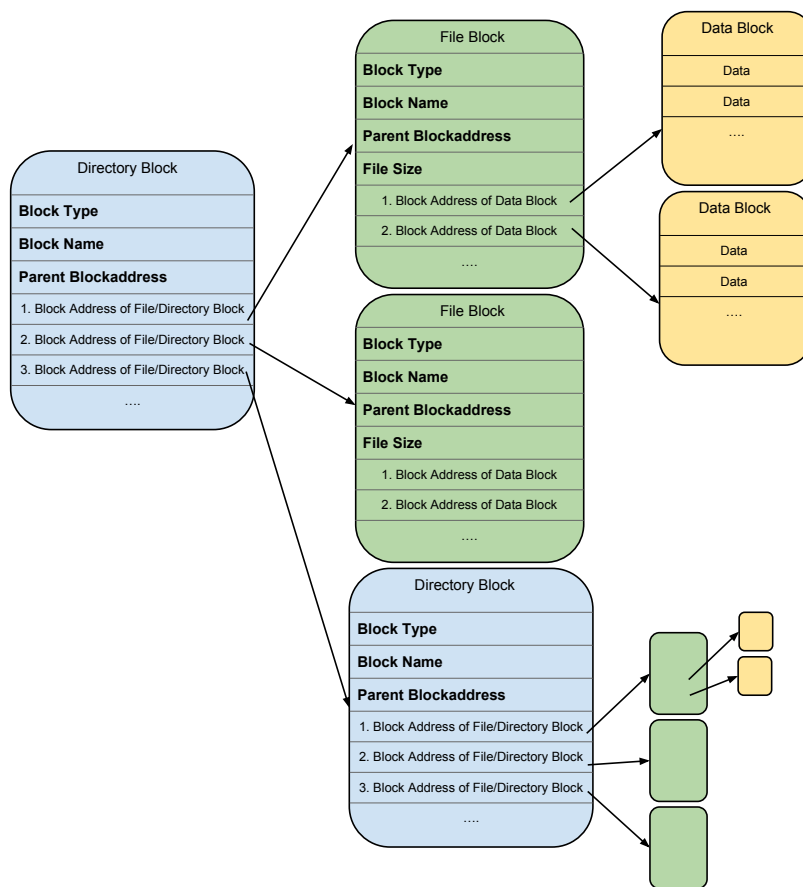 Directory Block
Block Type
Block Name
Parent Blockaddress
1. Block Address of File/Directory Block
2. Block Address of File/Directory Block
3. Block Address of File/Directory Block
....
File Block
Block Type
Block Name
Parent Blockaddress
File Size
1. Block Address of Data Block
2. Block Address of Data Block
....
Data Block
Data
Data
....
Data Block
Data
Data
....
File Block
Block Type
Block Name
Parent Blockaddress
File Size
1. Block Address of Data Block
2. Block Address of Data Block
....
Directory Block
Block Type
Block Name
Parent Blockaddress
1. Block Address of File/Directory Block
2. Block Address of File/Directory Block
3. Block Address of File/Directory Block
....